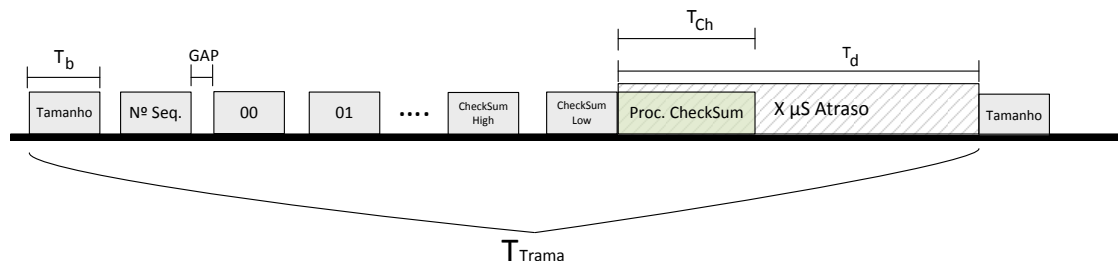 T_Ch
T_b
GAP
T_d
Tamanho
Nº Seq.
00
01
....
CheckSum
High
CheckSum
Low
Proc. CheckSum
X µS Atraso
Tamanho
T_Trama